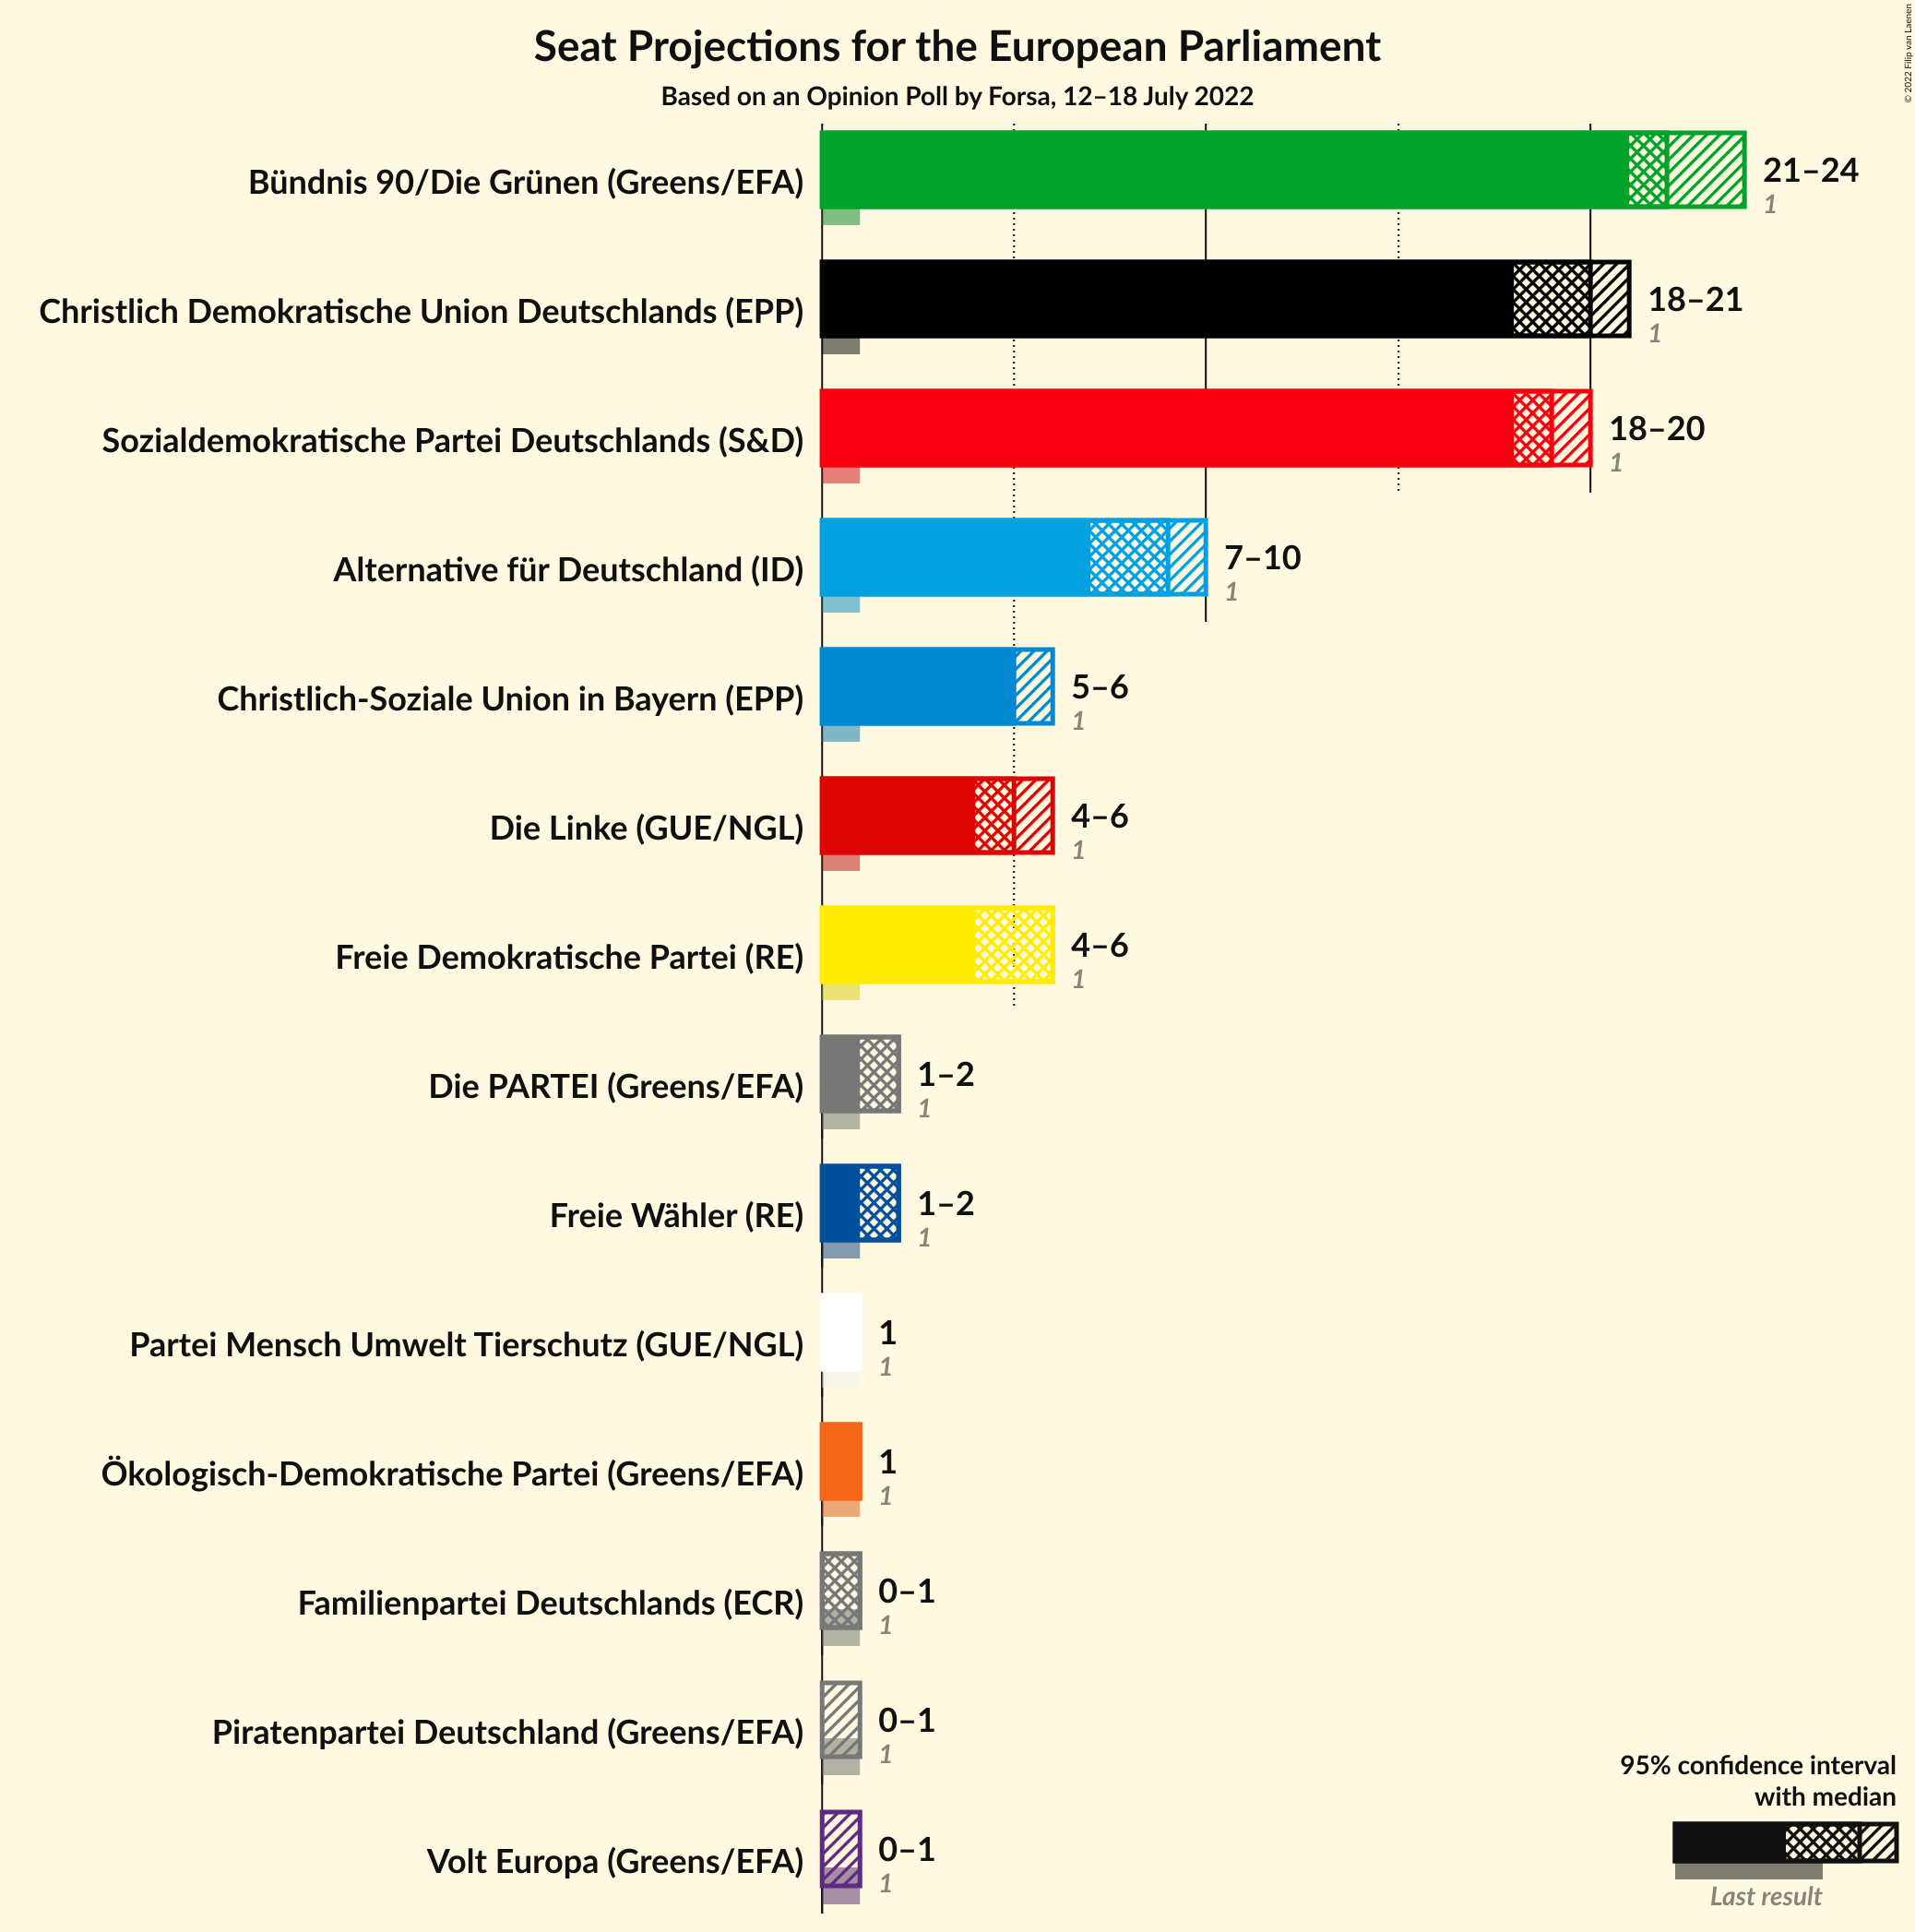 Seat Projections for the European Parliament
Based on an Opinion Poll by Forsa, 12–18 July 2022
© 2022 Filip van Laenen
Bündnis 90/Die Grünen (Greens/EFA)
21–24
1
Christlich Demokratische Union Deutschlands (EPP)
18–21
1
Sozialdemokratische Partei Deutschlands (S&D)
18–20
1
Alternative für Deutschland (ID)
7–10
1
Christlich-Soziale Union in Bayern (EPP)
5–6
1
Die Linke (GUE/NGL)
4–6
1
Freie Demokratische Partei (RE)
4–6
1
Die PARTEI (Greens/EFA)
1–2
1
Freie Wähler (RE)
1–2
1
Partei Mensch Umwelt Tierschutz (GUE/NGL)
1
1
Ökologisch-Demokratische Partei (Greens/EFA)
1
1
Familienpartei Deutschlands (ECR)
0–1
1
Piratenpartei Deutschland (Greens/EFA)
0–1
1
Volt Europa (Greens/EFA)
0–1
1
95% confidence interval
with median
Last result